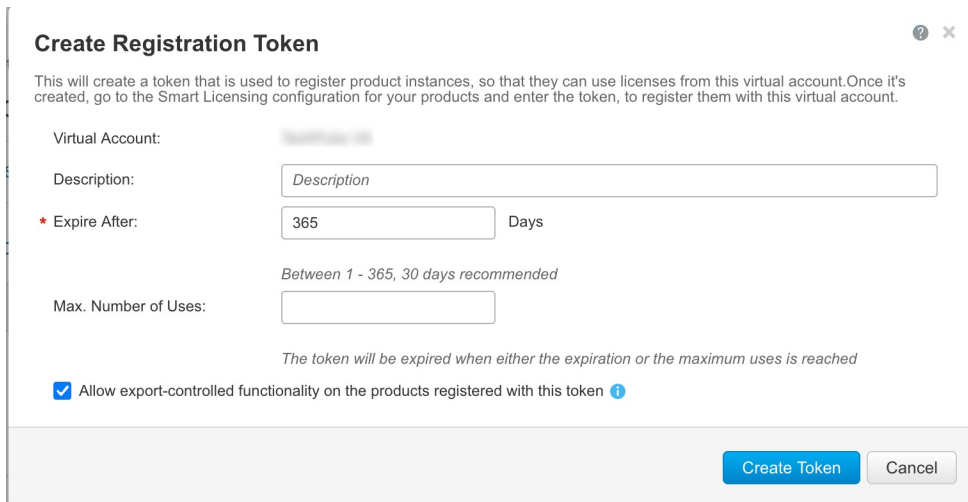 Create Registration Token
This will create a token that is used to register product instances, so that they can use licenses from this virtual account.Once it's
created, go to the Smart Licensing configuration for your products and enter the token, to register them with this virtual account.
Virtual Account:
Description: Description
* Expire After: 365 Days
Between 1 - 365, 30 days recommended
Max. Number of Uses:
The token will be expired when either the expiration or the maximum uses is reached
Allow export-controlled functionality on the products registered with this token
Create Token Cancel